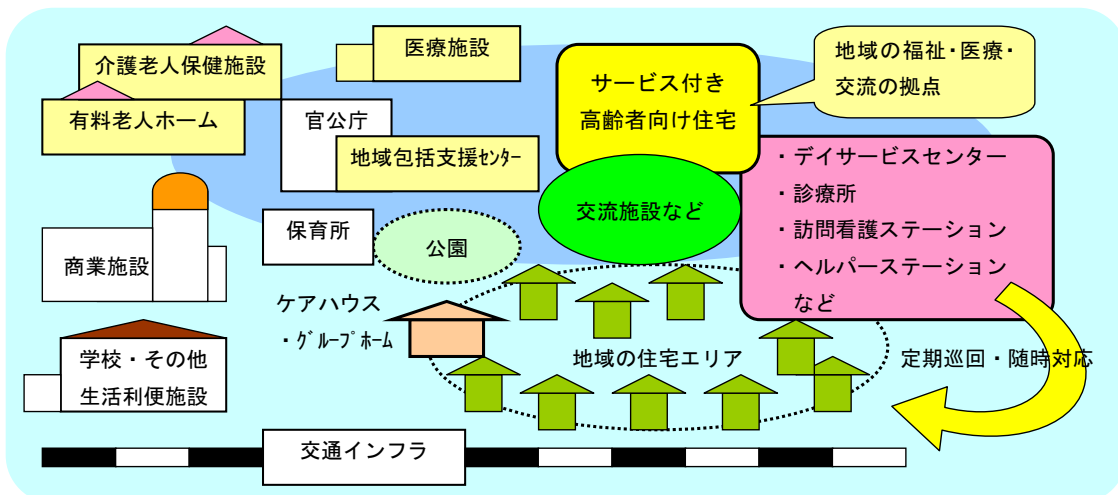 介護老人保健施設
有料老人ホーム
医療施設
官公庁
地域包括支援ｾﾝﾀｰ
サービス付き
高齢者向け住宅
地域の福祉・医療・
交流の拠点
・デイサービスセンター
・診療所
・訪問看護ステーション
・ヘルパーステーション
など
交流施設など
保育所
公園
商業施設
ケアハウス
・ｸﾞﾙｰﾌﾟﾎｰﾑ
地域の住宅エリア
定期巡回・随時対応
学校・その他
生活利便施設
交通インフラ